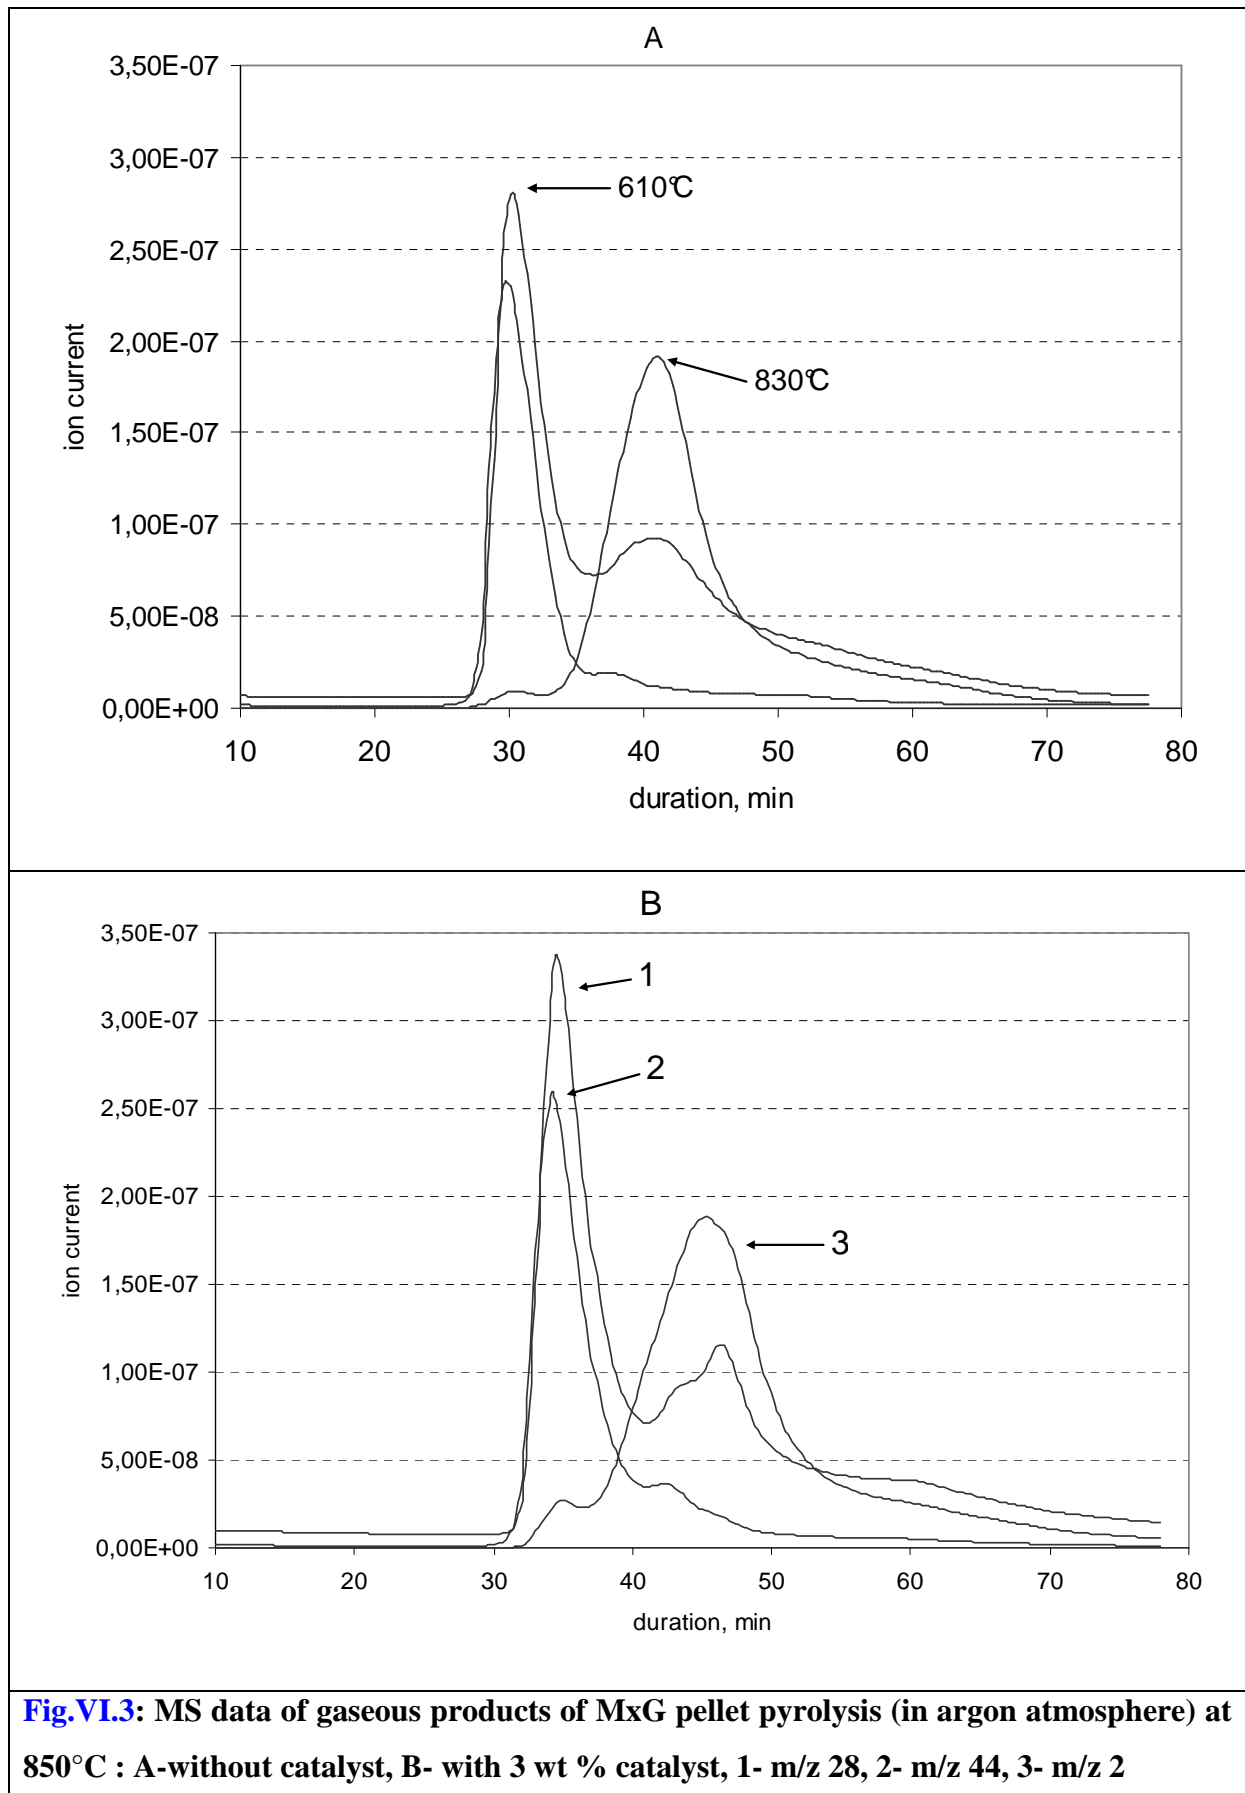 A
3,50E-07
3,00E-07
2,50E-07
2,00E-07
1,50E-07
1,00E-07
5,00E-08
0,00E+00
ion current
610°C
830°C
10 20 30 40 50 60 70 80
duration, min
B
3,50E-07
3,00E-07
2,50E-07
2,00E-07
1,50E-07
1,00E-07
5,00E-08
0,00E+00
ion current
1
2
3
10 20 30 40 50 60 70 80
duration, min
Fig.VI.3: MS data of gaseous products of MxG pellet pyrolysis (in argon atmosphere) at
850°C : A-without catalyst, B- with 3 wt % catalyst, 1- m/z 28, 2- m/z 44, 3- m/z 2